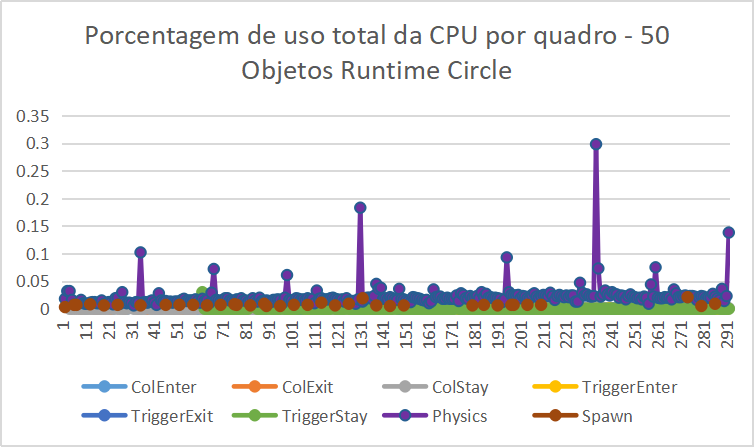 Porcentagem de uso total da CPU por quadro - 50
Objetos Runtime Circle
0.35
0.3
0.25
0.2
0.15
0.1
0.05
0
1 11 21 31 41 51 61 71 81 91 101 111 121 131 141 151 161 171 181 191 201 211 221 231 241 251 261 271 281 291
ColEnter ColExit ColStay TriggerEnter
TriggerExit TriggerStay Physics Spawn